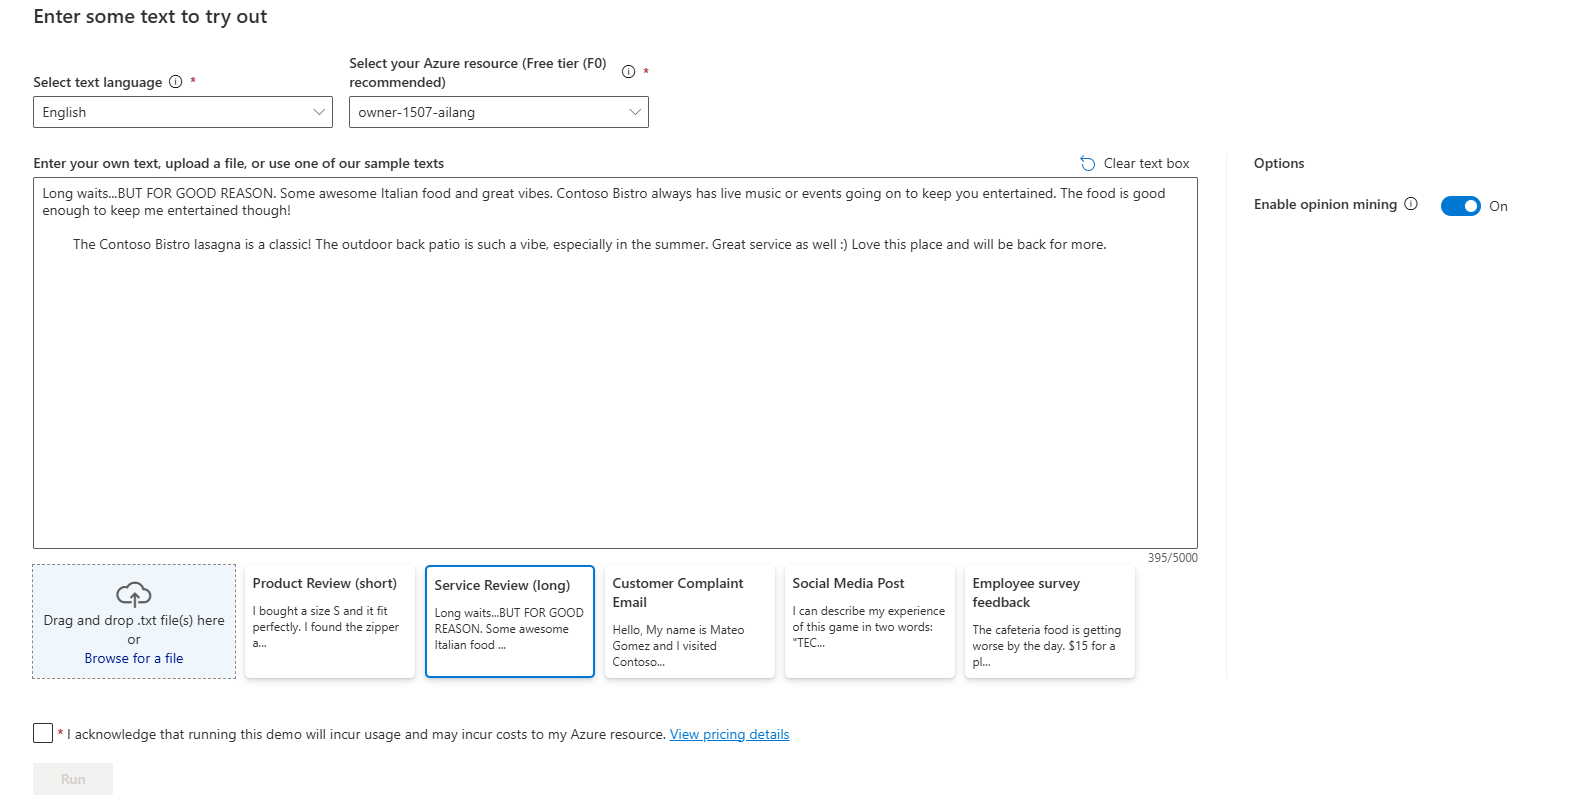 Enter some text to try out
Select text language *
Select your Azure resource (Free tier (F0)
recommended) *
English
owner-1507-ailang
Enter your own text, upload a file, or use one of our sample texts
Clear text box
Long waits...BUT FOR GOOD REASON. Some awesome Italian food and great vibes. Contoso Bistro always has live music or events going on to keep you entertained. The food is good
enough to keep me entertained though!
The Contoso Bistro lasagna is a classic! The outdoor back patio is such a vibe, especially in the summer. Great service as well :) Love this place and will be back for more.
395/5000
Options
Enable opinion mining
On
Drag and drop .txt file(s) here
or
Browse for a file
Product Review (short)
I bought a size S and it fit
perfectly. I found the zipper
a...
Service Review (long)
Long waits...BUT FOR GOOD
REASON. Some awesome
Italian food ...
Customer Complaint
Email
Hello, My name is Mateo
Gomez and I visited
Contoso...
Social Media Post
I can describe my experience
of this game in two words:
"TEC...
Employee survey
feedback
The cafeteria food is getting
worse by the day. $15 for a
pl...
* I acknowledge that running this demo will incur usage and may incur costs to my Azure resource. View pricing details
Run